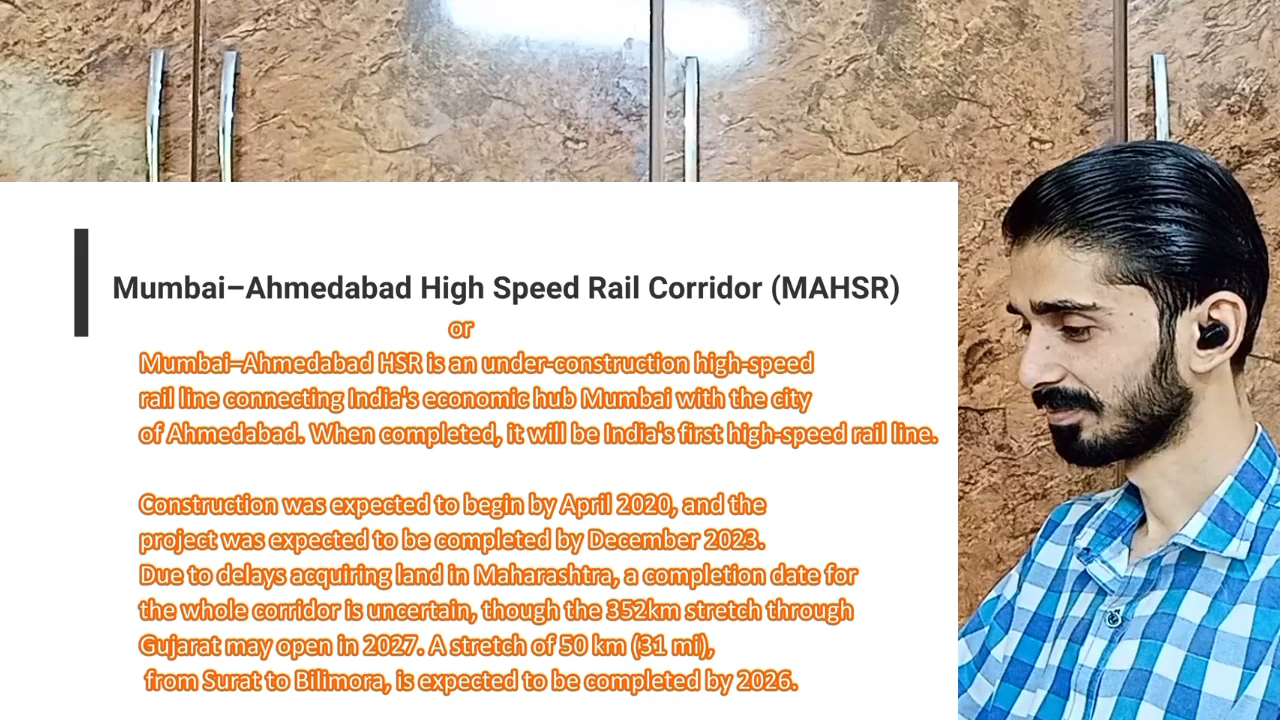 Mumbai–Ahmedabad High Speed Rail Corridor (MAHSR)
or
Mumbai–Ahmedabad HSR is an under-construction high-speed
rail line connecting India's economic hub Mumbai with the city
of Ahmedabad. When completed, it will be India's first high-speed rail line.
Construction was expected to begin by April 2020, and the
project was expected to be completed by December 2023.
Due to delays acquiring land in Maharashtra, a completion date for
the whole corridor is uncertain, though the 352km stretch through
Gujarat may open in 2027. A stretch of 50 km (31 mi),
from Surat to Bilimora, is expected to be completed by 2026.